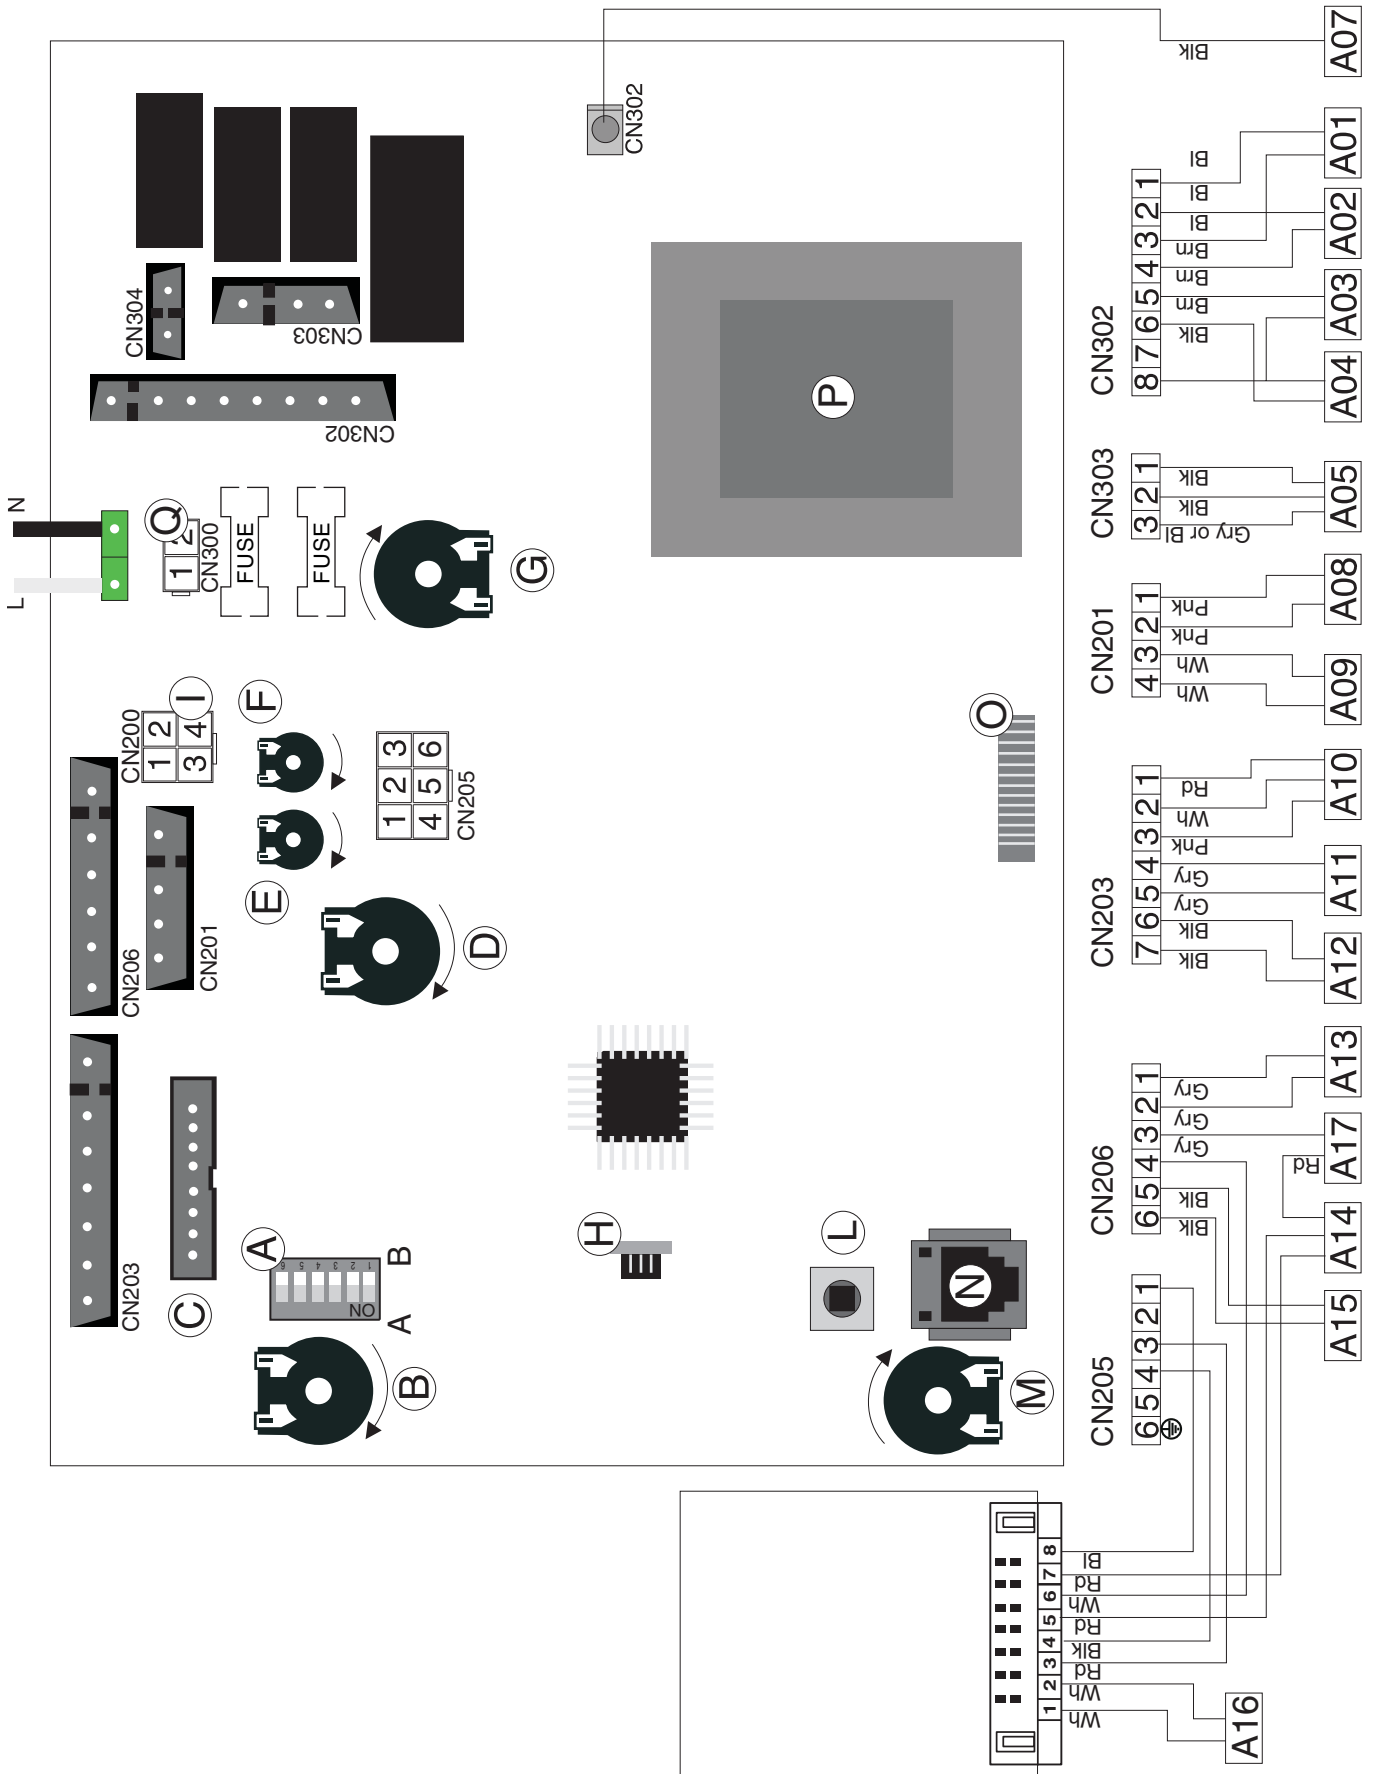 L
N
CN304
CN303
CN302
CN302
1 2
CN300
Q
FUSE
FUSE
G
CN200
1 2
3 4
I
F
E
CN206
CN201
D
1 2 3
4 5 6
CN205
P
O
CN203
C
A
1 2 3 4 5 6
ON
A B
B
H
L
N
M
Blk
A07
CN302
8 7 6 5 4 3 2 1
Blk
Brn
Brn
Brn
Bl
Bl
Bl
A04
A03
A02
A01
CN303
3 2 1
Gry or Bl
Blk
Blk
A05
CN201
4 3 2 1
Wh
Wh
Pnk
Pnk
A09
A08
CN203
7 6 5 4 3 2 1
Blk
Blk
Gry
Gry
Pnk
Wh
Rd
A12
A11
A10
CN206
6 5 4 3 2 1
Blk
Blk
Gry
Gry
Gry
Rd
A15
A14
A17
A13
CN205
6 5 4 3 2 1
1 2 3 4 5 6 7 8
Wh
Wh
Rd
Blk
Rd
Wh
Rd
Bl
A16